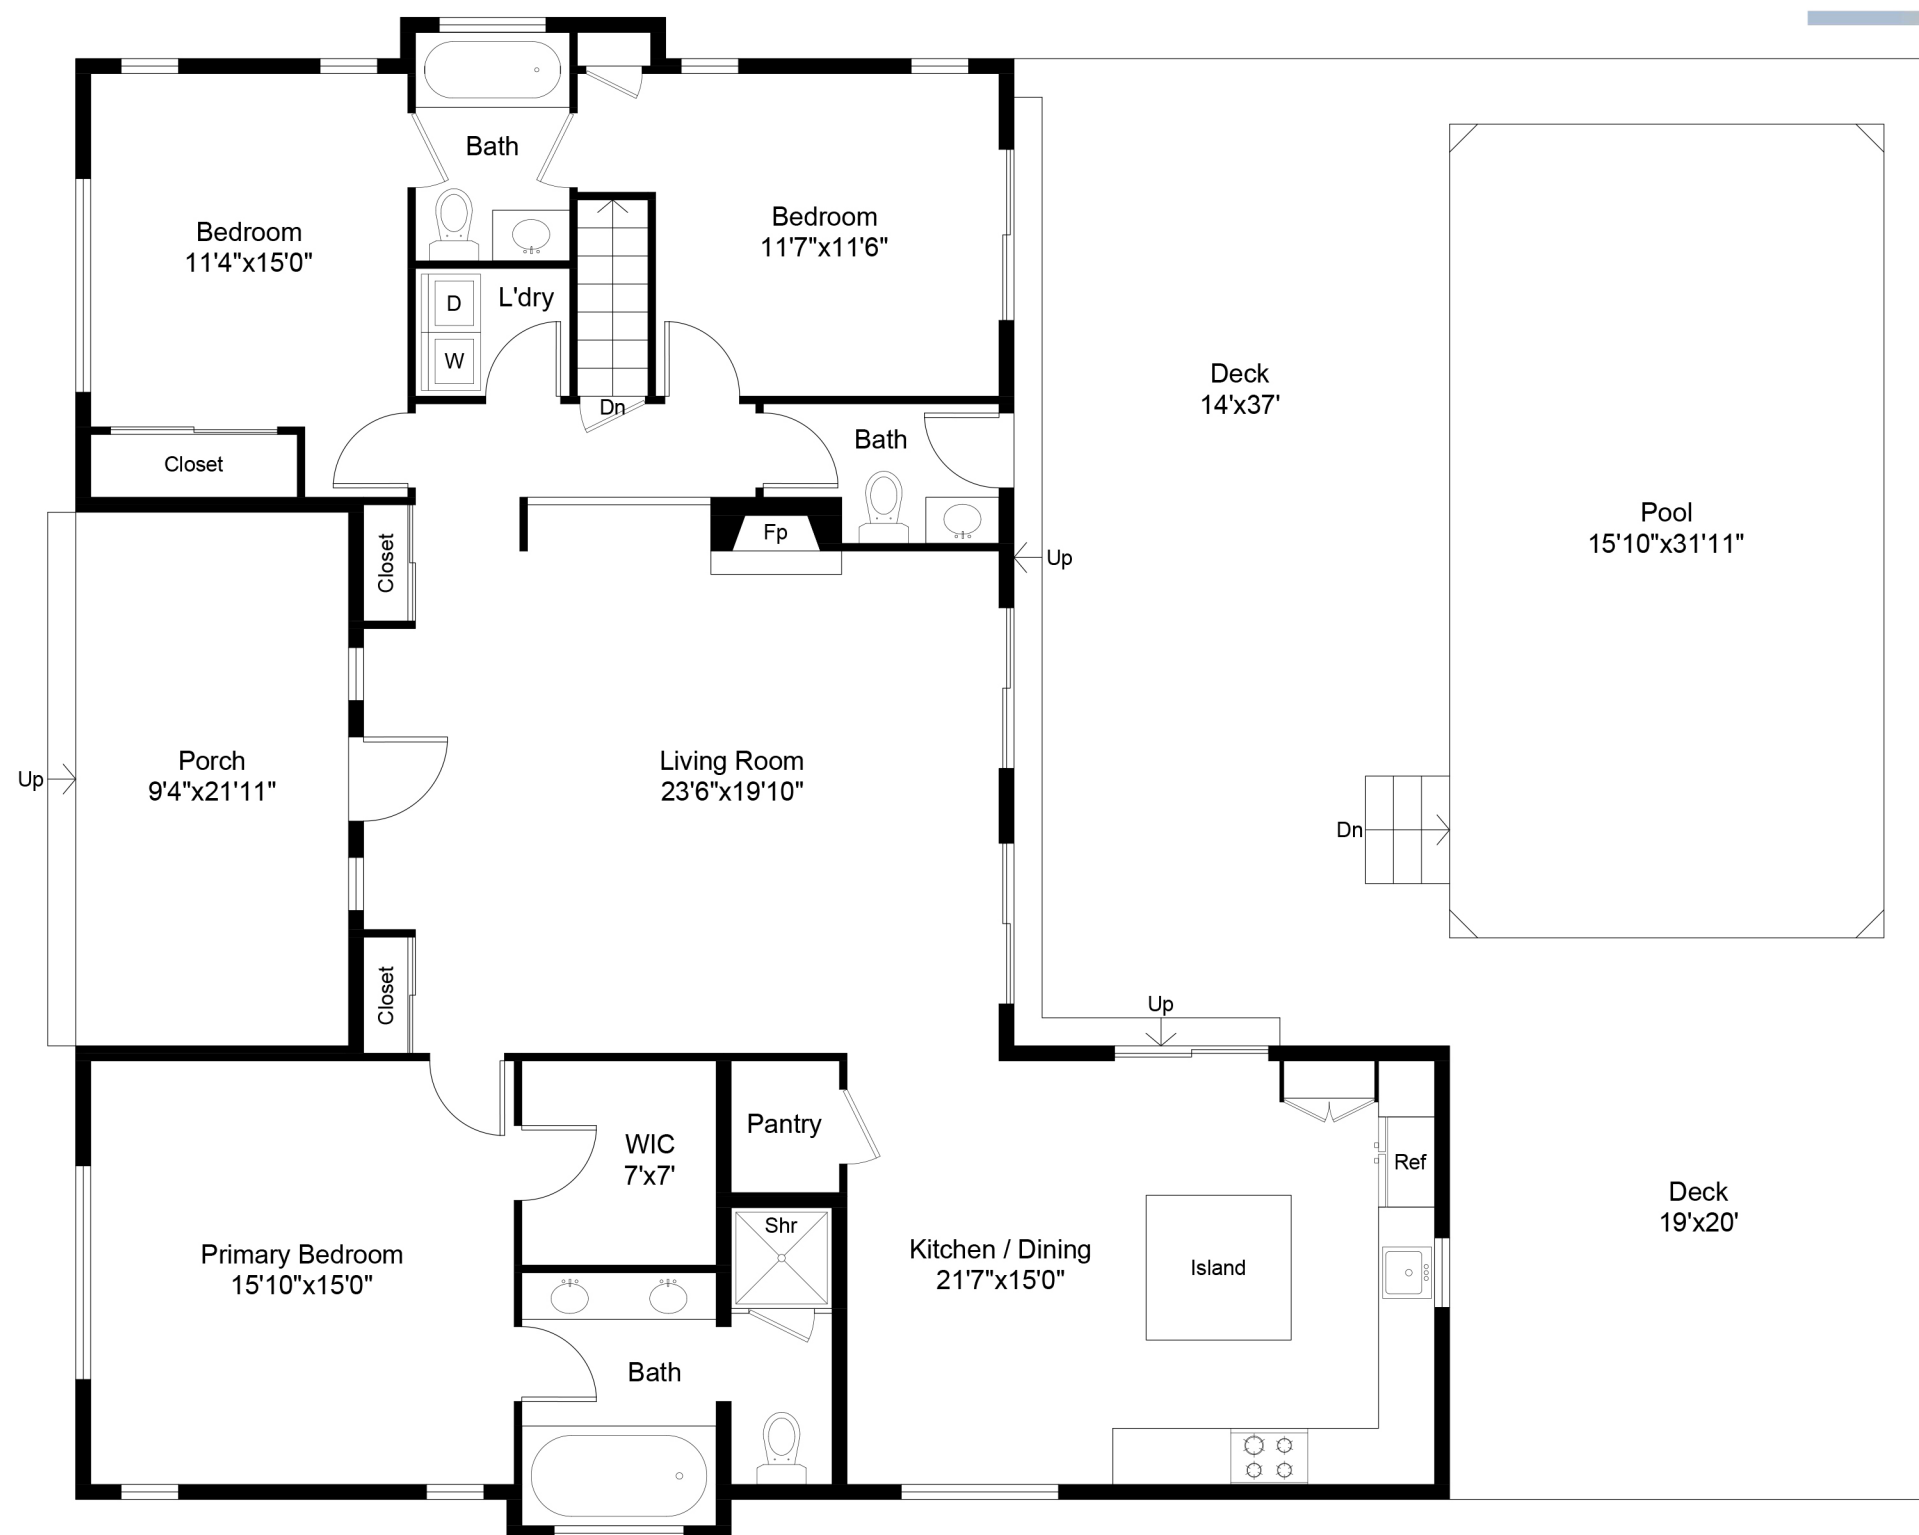 Bath
Bedroom
11'4"x15'0"
Bedroom
11'7"x11'6"
D
L'dry
W
Deck
14'x37'
Dn
Bath
Closet
Pool
15'10"x31'11"
Closet
Fp
Up
Up
Porch
9'4"x21'11"
Living Room
23'6"x19'10"
Dn
Closet
Up
Pantry
WIC
7'x7'
Ref
Deck
19'x20'
Shr
Primary Bedroom
15'10"x15'0"
Kitchen / Dining
21'7"x15'0"
Island
Bath